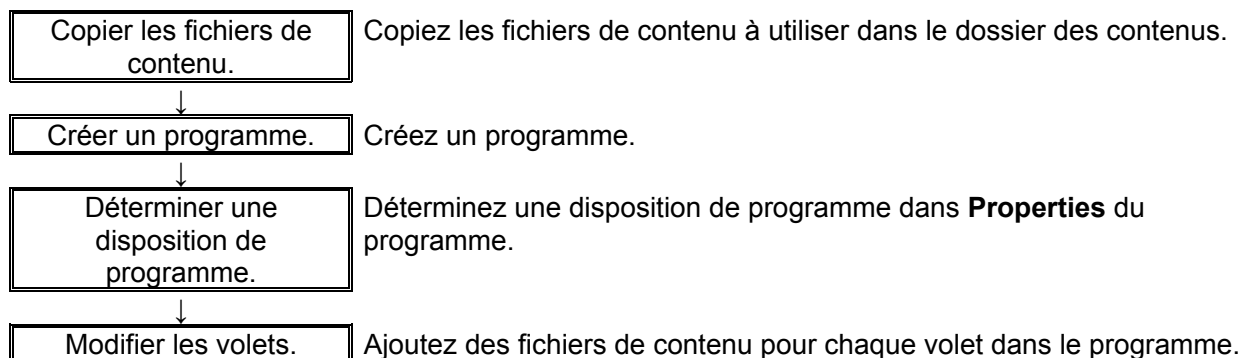 Copier les fichiers de
contenu.
Copiez les fichiers de contenu à utiliser dans le dossier des contenus.
↓
Créer un programme.
Créez un programme.
↓
Déterminer une
disposition de
programme.
Déterminez une disposition de programme dans Properties du
programme.
↓
Modifier les volets.
Ajoutez des fichiers de contenu pour chaque volet dans le programme.